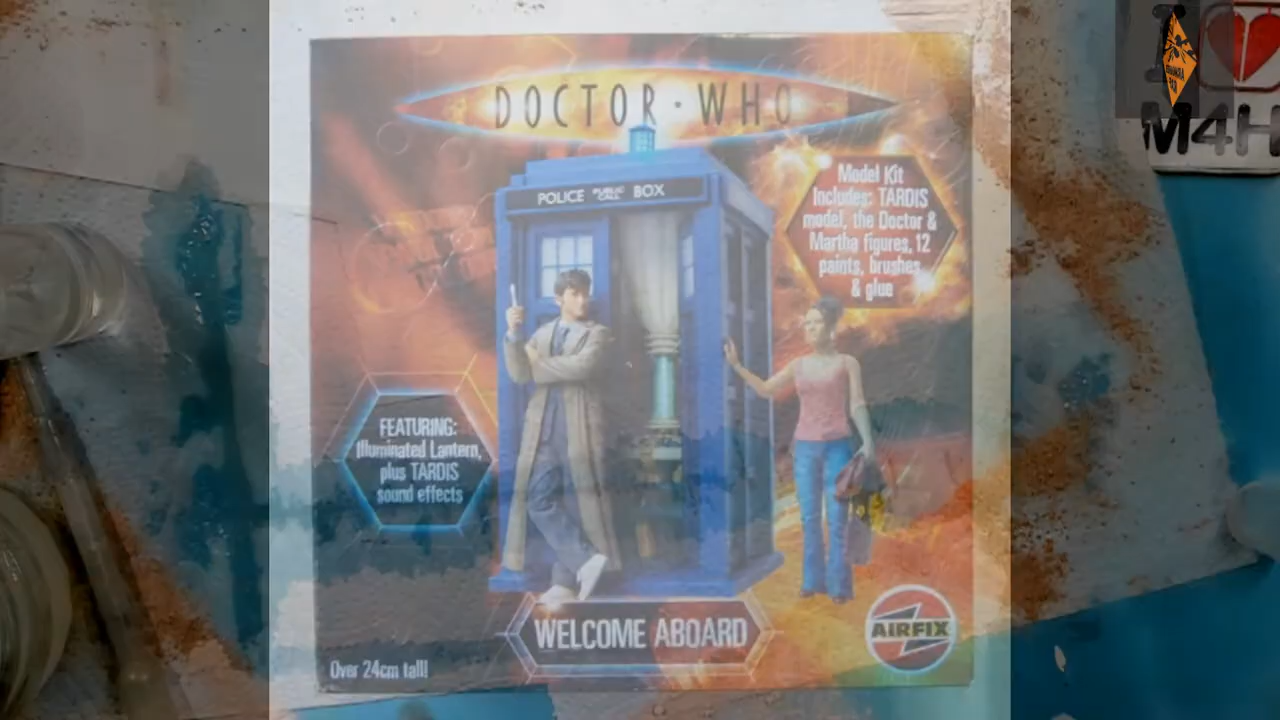 I
M4H
DOCTOR·WHO
POLICE PUBLIC CALL BOX
Model Kit
Includes: TARDIS
model, the Doctor &
Martha figures, 12
paints, brushes
& glue
FEATURING:
Illuminated Lantern,
plus TARDIS
sound effects
WELCOME ABOARD
AIRFIX
Over 24cm tall!